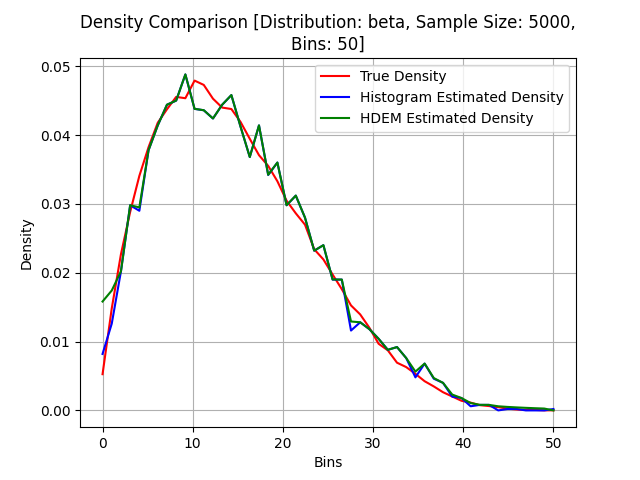 Density Comparison [Distribution: beta, Sample Size: 5000,
Bins: 50]
True Density
Histogram Estimated Density
HDEM Estimated Density
Density
0.05
0.04
0.03
0.02
0.01
0.00
0 10 20 30 40 50
Bins